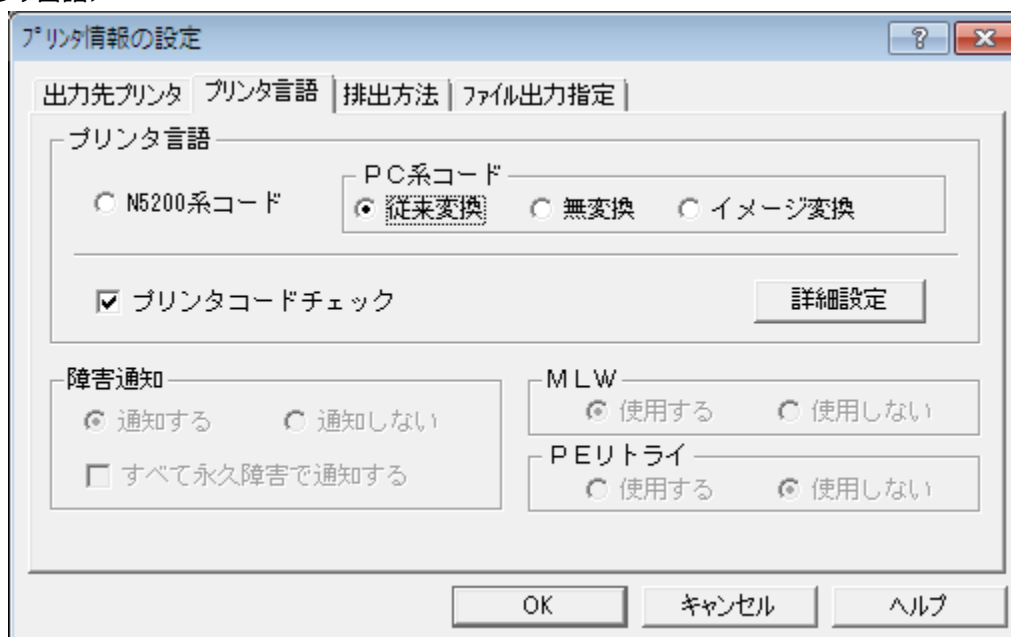 プリンタ情報の設定
出力先プリンタ プリンタ言語 排出方法 ファイル出力指定
プリンタ言語
PC系コード
N5200系コード 従来変換 無変換 イメージ変換
プリンタコードチェック 詳細設定
障害通知
通知する 通知しない
すべて永久障害で通知する
MLW
使用する 使用しない
PEリトライ
使用する 使用しない
OK キャンセル ヘルプ